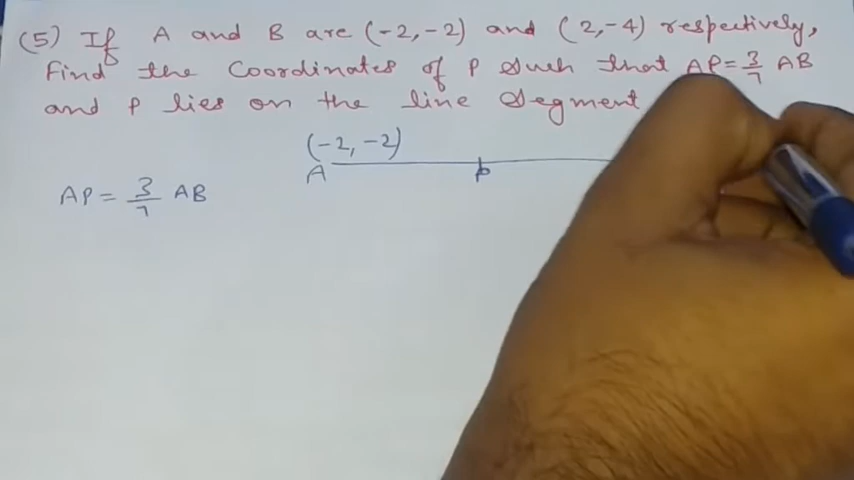 (5) If A and B are (-2,-2) and (2,-4) respectively,
find the coordinates of P such that AP = 3/7 AB
and P lies on the line segment
(-2, -2)
A P
AP = 3/7 AB